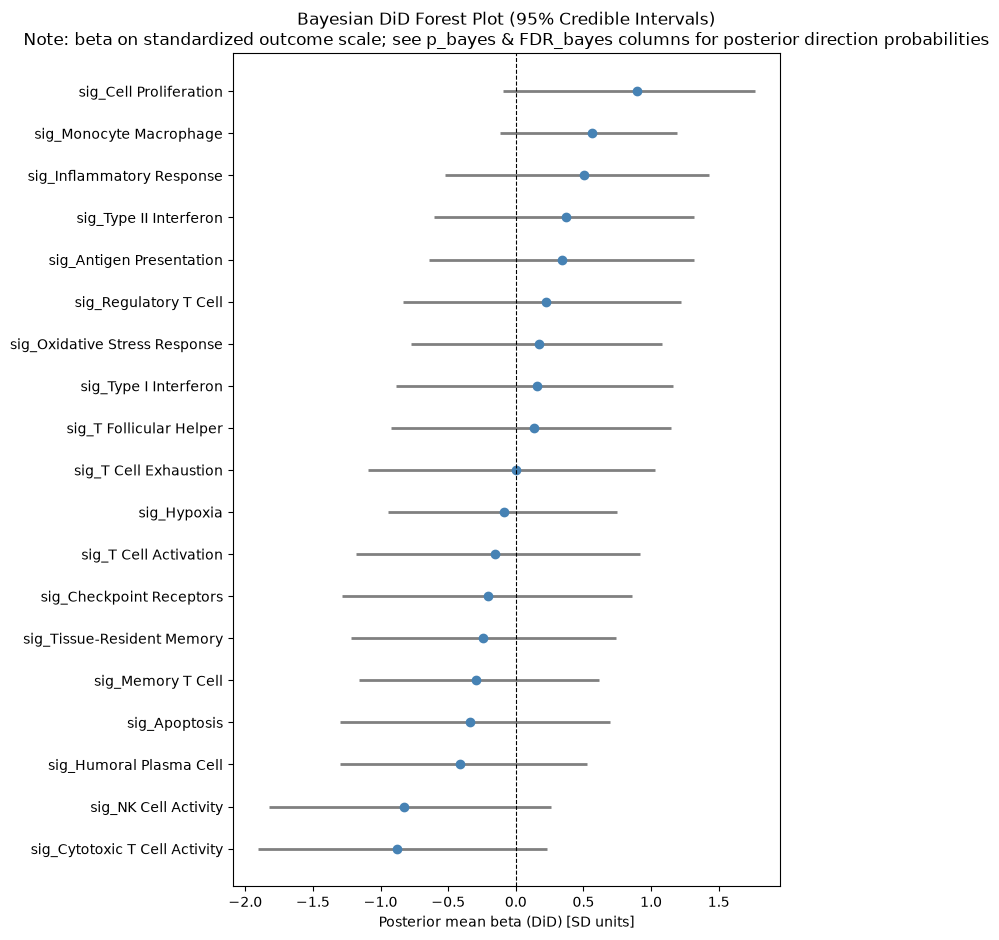 Bayesian DiD Forest Plot (95% Credible Intervals)
Note: beta on standardized outcome scale; see p_bayes & FDR_bayes columns for posterior direction probabilities
sig_Cell Proliferation
sig_Monocyte Macrophage
sig_Inflammatory Response
sig_Type II Interferon
sig_Antigen Presentation
sig_Regulatory T Cell
sig_Oxidative Stress Response
sig_Type I Interferon
sig_T Follicular Helper
sig_T Cell Exhaustion
sig_Hypoxia
sig_T Cell Activation
sig_Checkpoint Receptors
sig_Tissue-Resident Memory
sig_Memory T Cell
sig_Apoptosis
sig_Humoral Plasma Cell
sig_NK Cell Activity
sig_Cytotoxic T Cell Activity
−2.0 −1.5 −1.0 −0.5 0.0 0.5 1.0 1.5
Posterior mean beta (DiD) [SD units]